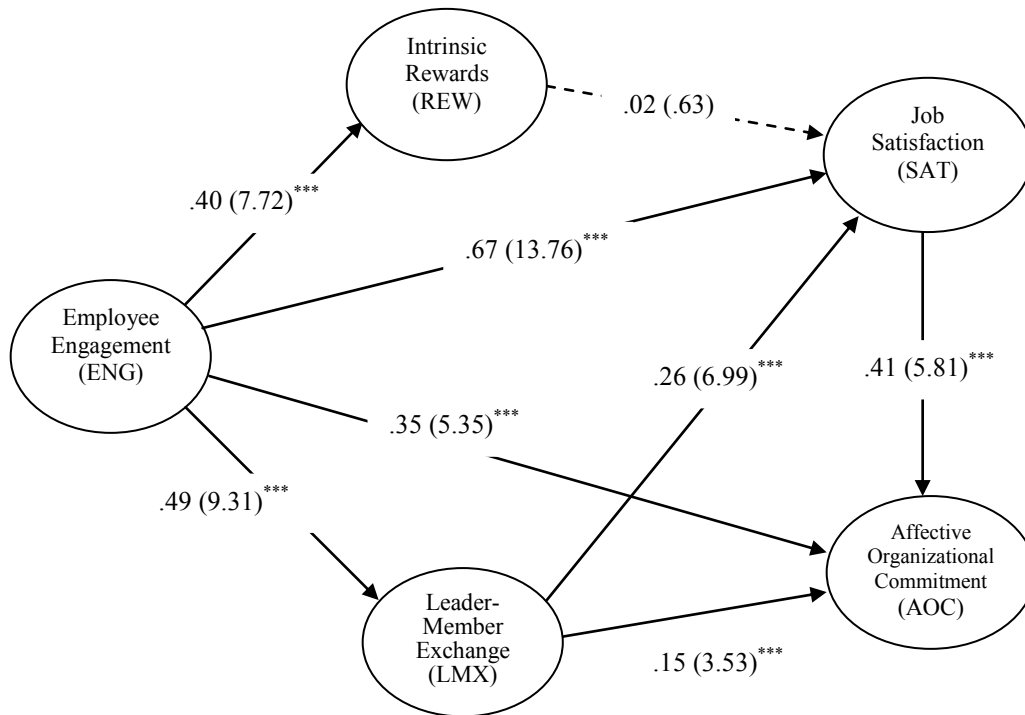 Intrinsic
Rewards
(REW)
.02 (.63)
Job
Satisfaction
(SAT)
.40 (7.72)***
.67 (13.76)***
Employee
Engagement
(ENG)
.26 (6.99)***
.41 (5.81)***
.35 (5.35)***
.49 (9.31)***
Affective
Organizational
Commitment
(AOC)
Leader-
Member
Exchange
(LMX)
.15 (3.53)***